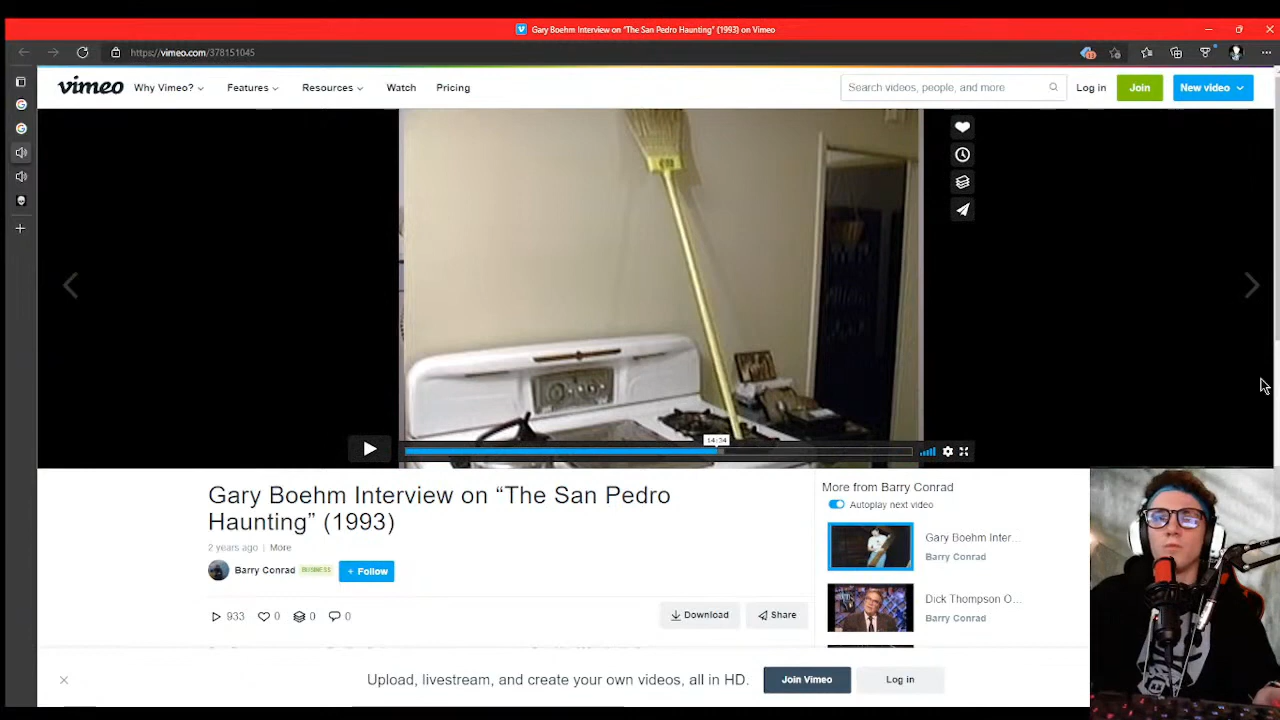 Gary Boehm Interview on “The San Pedro Haunting” (1993) on Vimeo
https://vimeo.com/378151045
vimeo Why Vimeo? Features Resources Watch Pricing Search videos, people, and more Log in Join New video
14:34
Gary Boehm Interview on “The San Pedro
Haunting” (1993)
2 years ago | More
Barry Conrad BUSINESS + Follow
933 0 0 0 Download Share
More from Barry Conrad
Autoplay next video
Gary Boehm Inter...
Barry Conrad
Dick Thompson O...
Barry Conrad
Upload, livestream, and create your own videos, all in HD. Join Vimeo Log in